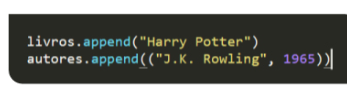 livros.append("Harry Potter")
autores.append(("J.K. Rowling", 1965))